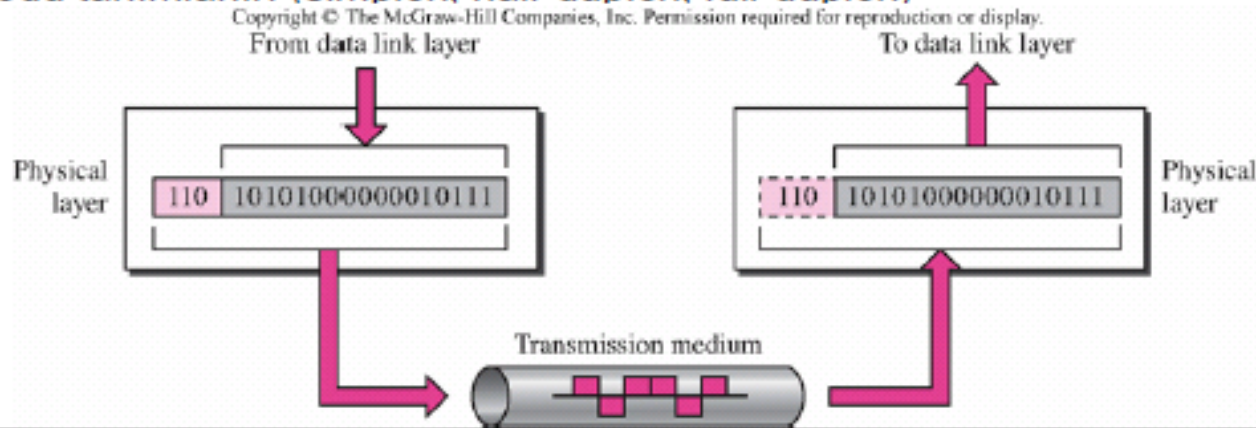 Copyright © The McGraw-Hill Companies, Inc. Permission required for reproduction or display.
From data link layer
To data link layer
Physical layer
110 10101000000010111
110 10101000000010111
Physical layer
Transmission medium